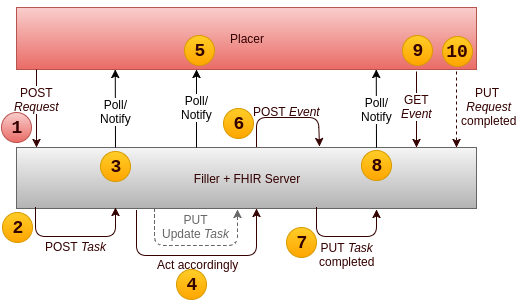 Placer
5
9
10
POST
Request
1
Poll/
Notify
3
Poll/
Notify
6
POST Event
Poll/
Notify
8
GET
Event
PUT
Request
completed
Filler + FHIR Server
2
POST Task
PUT
Update Task
Act accordingly
4
7
PUT Task
completed